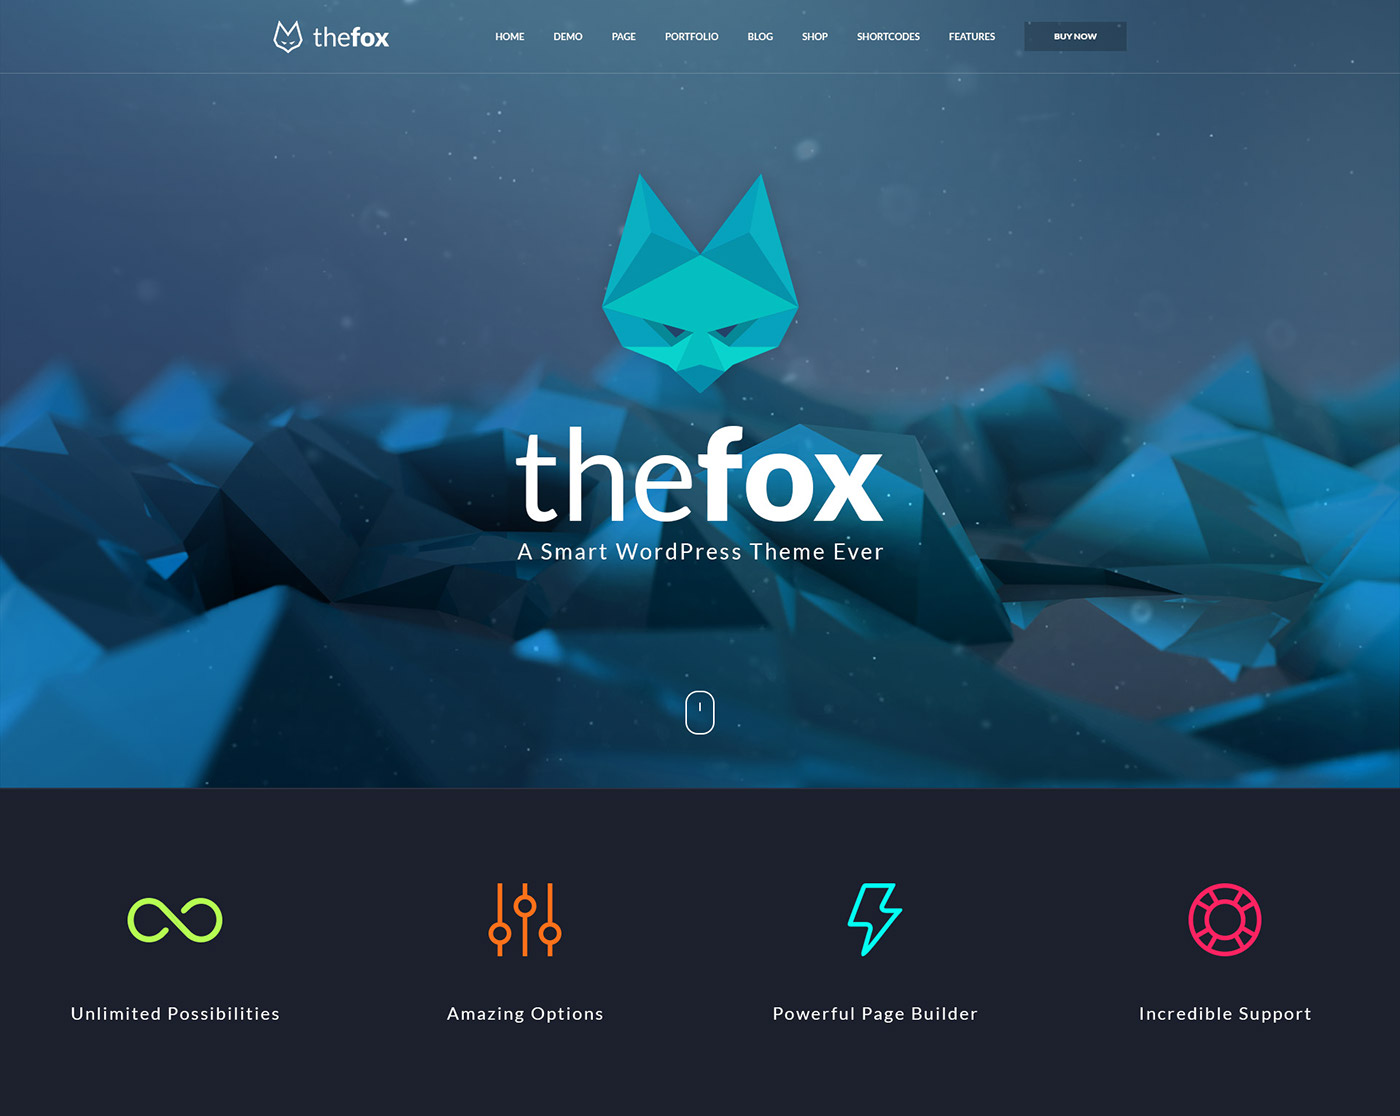 thefox
HOME DEMO PAGE PORTFOLIO BLOG SHOP SHORTCODES FEATURES BUY NOW
thefox
A Smart WordPress Theme Ever
Unlimited Possibilities
Amazing Options
Powerful Page Builder
Incredible Support